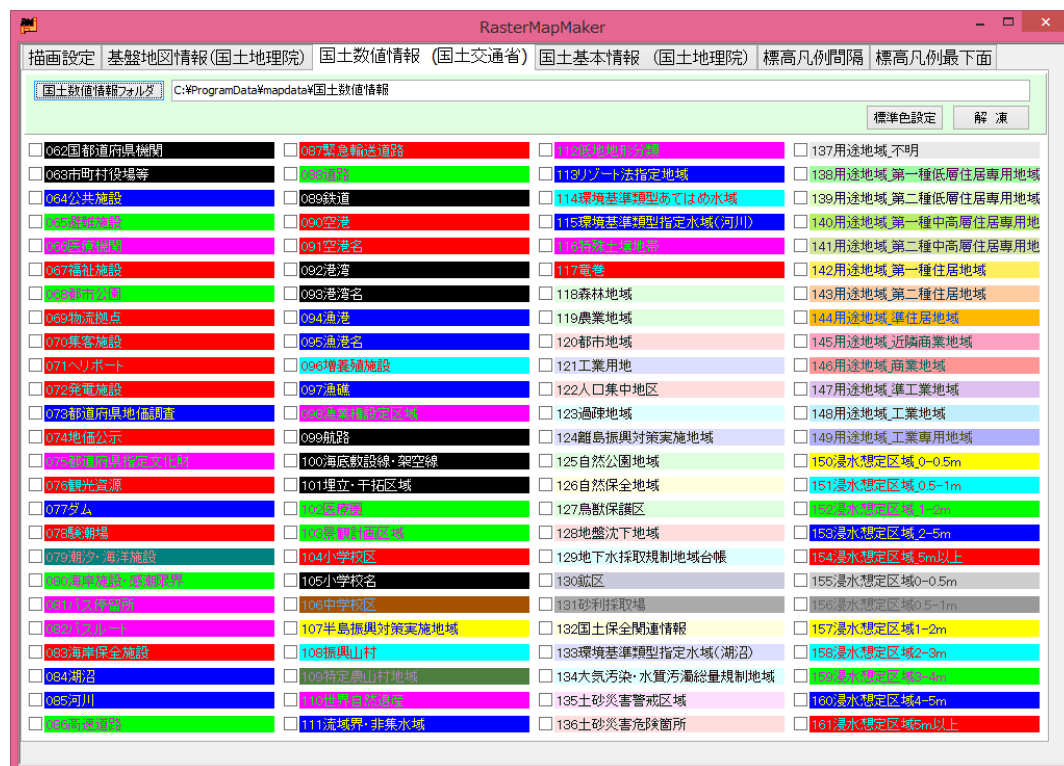 RasterMapMaker
描画設定 基盤地図情報(国土地理院) 国土数値情報 (国土交通省) 国土基本情報 (国土地理院) 標高凡例間隔 標高凡例最下面
国土数値情報フォルダ C:¥ProgramData¥mapdata¥国土数値情報
標準色設定 解 凍
062国都道府県機関
063市町村役場等
064公共施設
065避難施設
066医療機関
067福祉施設
068都市公園
069物流拠点
070集客施設
071ヘリポート
072発電施設
073都道府県地価調査
074地価公示
075都道府県指定文化財
076観光資源
077ダム
078験潮場
079潮汐・海洋施設
080海岸施設・感潮限界
081バス停留所
082バスルート
083海岸保全施設
084湖沼
085河川
086高速道路
087緊急輸送道路
088道路
089鉄道
090空港
091空港名
092港湾
093港湾名
094漁港
095漁港名
096増養殖施設
097漁礁
098漁業権設定区域
099航路
100海底敷設線・架空線
101埋立・干拓区域
102医療圏
103景観計画区域
104小学校区
105小学校名
106中学校区
107半島振興対策実施地域
108振興山村
109特定農山村地域
110世界自然遺産
111流域界・非集水域
112低地地形分類
113リゾート法指定地域
114環境基準類型あてはめ水域
115環境基準類型指定水域(河川)
116特殊土壌地帯
117竜巻
118森林地域
119農業地域
120都市地域
121工業用地
122人口集中地区
123過疎地域
124離島振興対策実施地域
125自然公園地域
126自然保全地域
127鳥獣保護区
128地盤沈下地域
129地下水採取規制地域台帳
130鉱区
131砂利採取場
132国土保全関連情報
133環境基準類型指定水域(湖沼)
134大気汚染・水質汚濁総量規制地域
135土砂災害警戒区域
136土砂災害危険箇所
137用途地域_不明
138用途地域_第一種低層住居専用地域
139用途地域_第二種低層住居専用地域
140用途地域_第一種中高層住居専用地
141用途地域_第二種中高層住居専用地
142用途地域_第一種住居地域
143用途地域_第二種住居地域
144用途地域_準住居地域
145用途地域_近隣商業地域
146用途地域_商業地域
147用途地域_準工業地域
148用途地域_工業地域
149用途地域_工業専用地域
150浸水想定区域_0-0.5m
151浸水想定区域_0.5-1m
152浸水想定区域_1-2m
153浸水想定区域_2-5m
154浸水想定区域_5m以上
155浸水想定区域0-0.5m
156浸水想定区域0.5-1m
157浸水想定区域1-2m
158浸水想定区域2-3m
159浸水想定区域3-4m
160浸水想定区域4-5m
161浸水想定区域5m以上